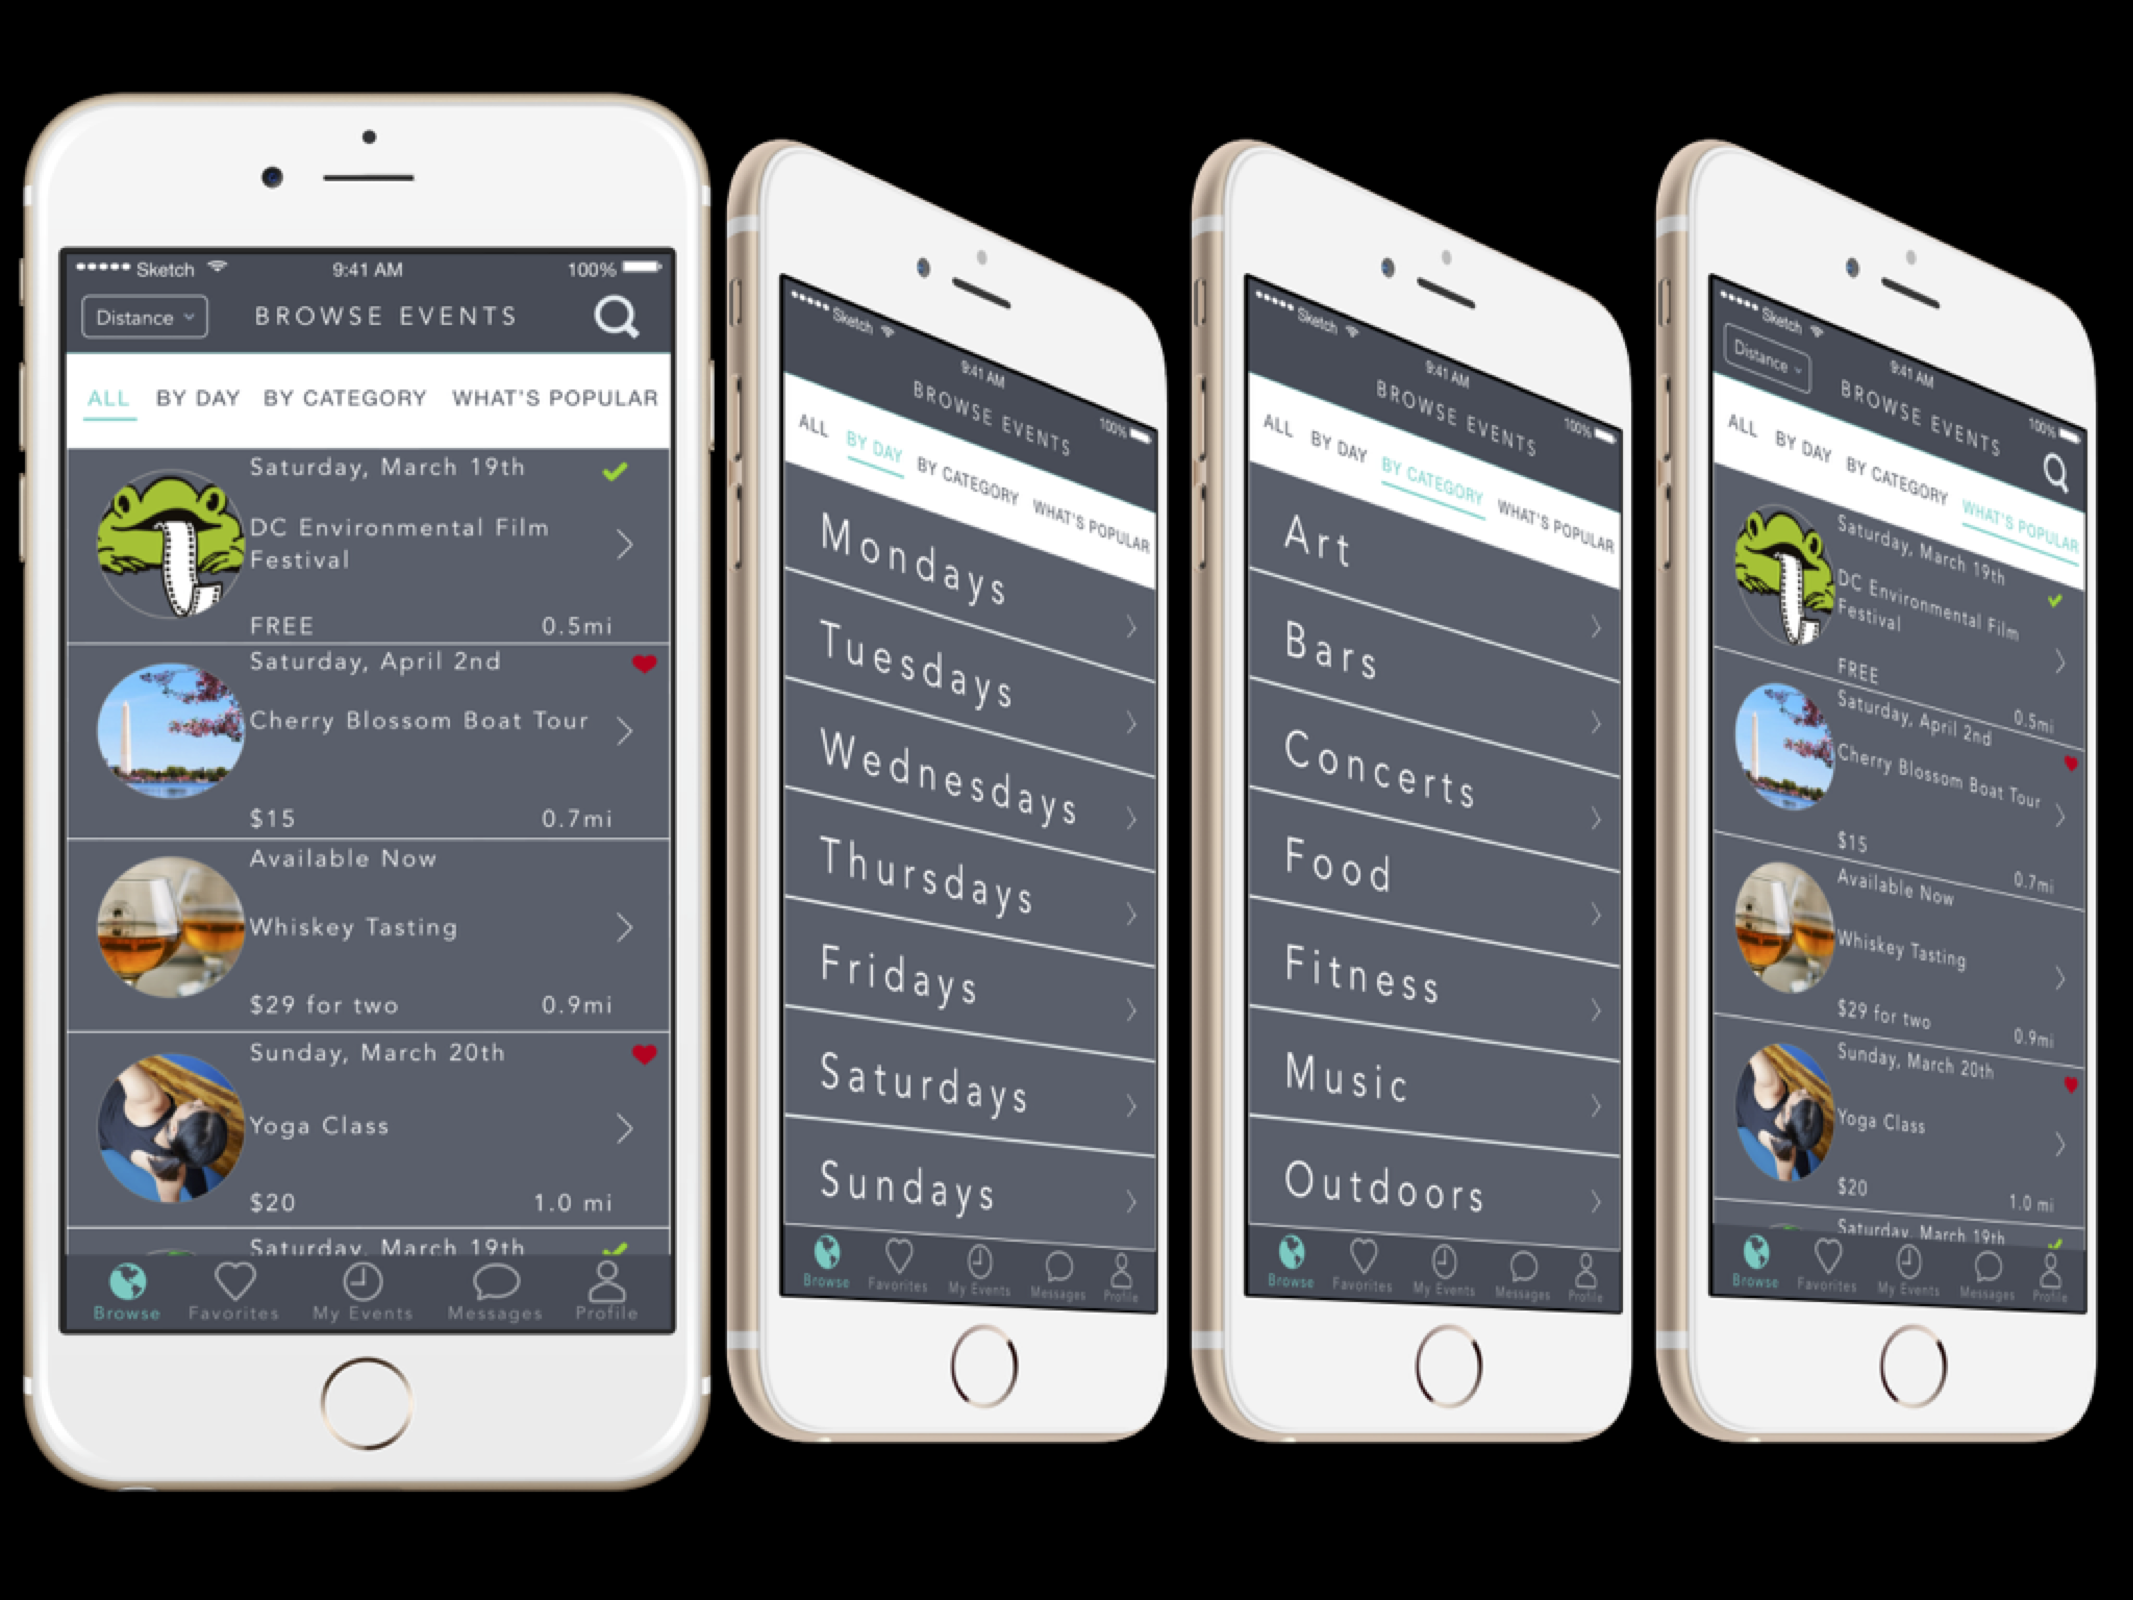 Sketch 9:41 AM 100%
Distance BROWSE EVENTS
ALL BY DAY BY CATEGORY WHAT'S POPULAR
Saturday, March 19th
DC Environmental Film
Festival
FREE 0.5mi
Saturday, April 2nd
Cherry Blossom Boat Tour
$15 0.7mi
Available Now
Whiskey Tasting
$29 for two 0.9mi
Sunday, March 20th
Yoga Class
$20 1.0 mi
Saturday, March 19th
Browse Favorites My Events Messages Profile
Sketch 9:41 AM 100%
BROWSE EVENTS
ALL BY DAY BY CATEGORY WHAT'S POPULAR
Mondays
Tuesdays
Wednesdays
Thursdays
Fridays
Saturdays
Sundays
Browse Favorites My Events Messages Profile
Sketch 9:41 AM 100%
BROWSE EVENTS
ALL BY DAY BY CATEGORY WHAT'S POPULAR
Art
Bars
Concerts
Food
Fitness
Music
Outdoors
Browse Favorites My Events Messages Profile
Sketch 9:41 AM 100%
Distance BROWSE EVENTS
ALL BY DAY BY CATEGORY WHAT'S POPULAR
Saturday, March 19th
DC Environmental Film
Festival
FREE 0.5mi
Saturday, April 2nd
Cherry Blossom Boat Tour
$15 0.7mi
Available Now
Whiskey Tasting
$29 for two 0.9mi
Sunday, March 20th
Yoga Class
$20 1.0 mi
Saturday, March 19th
Browse Favorites My Events Messages Profile